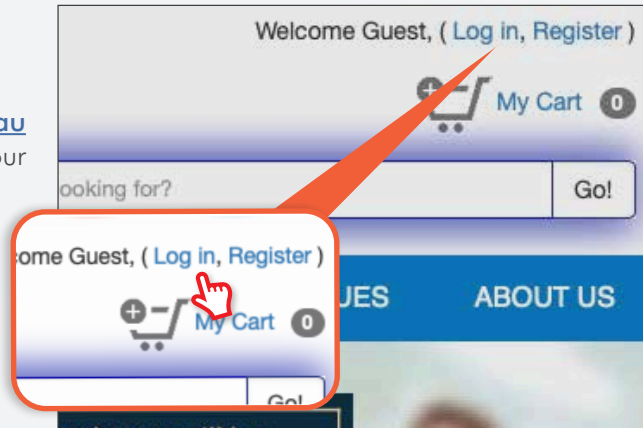 Welcome Guest, ( Log in, Register )
au
our
My Cart 0
ooking for?
Go!
come Guest, ( Log in, Register )
My Cart 0
Go!
UES
ABOUT US